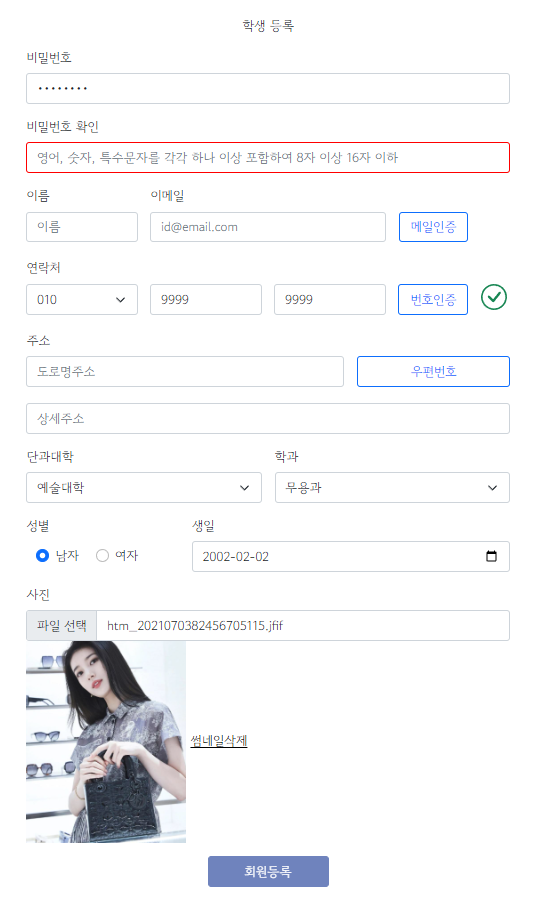 학생 등록
비밀번호
••••••••
비밀번호 확인
영어, 숫자, 특수문자를 각각 하나 이상 포함하여 8자 이상 16자 이하
이름 이메일
이름 id@email.com 메일인증
연락처
010 9999 9999 번호인증
주소
도로명주소 우편번호
상세주소
단과대학 학과
예술대학 무용과
성별 생일
남자 여자 2002-02-02
사진
파일 선택 htm_2021070382456705115.jfif
썸네일삭제
회원등록